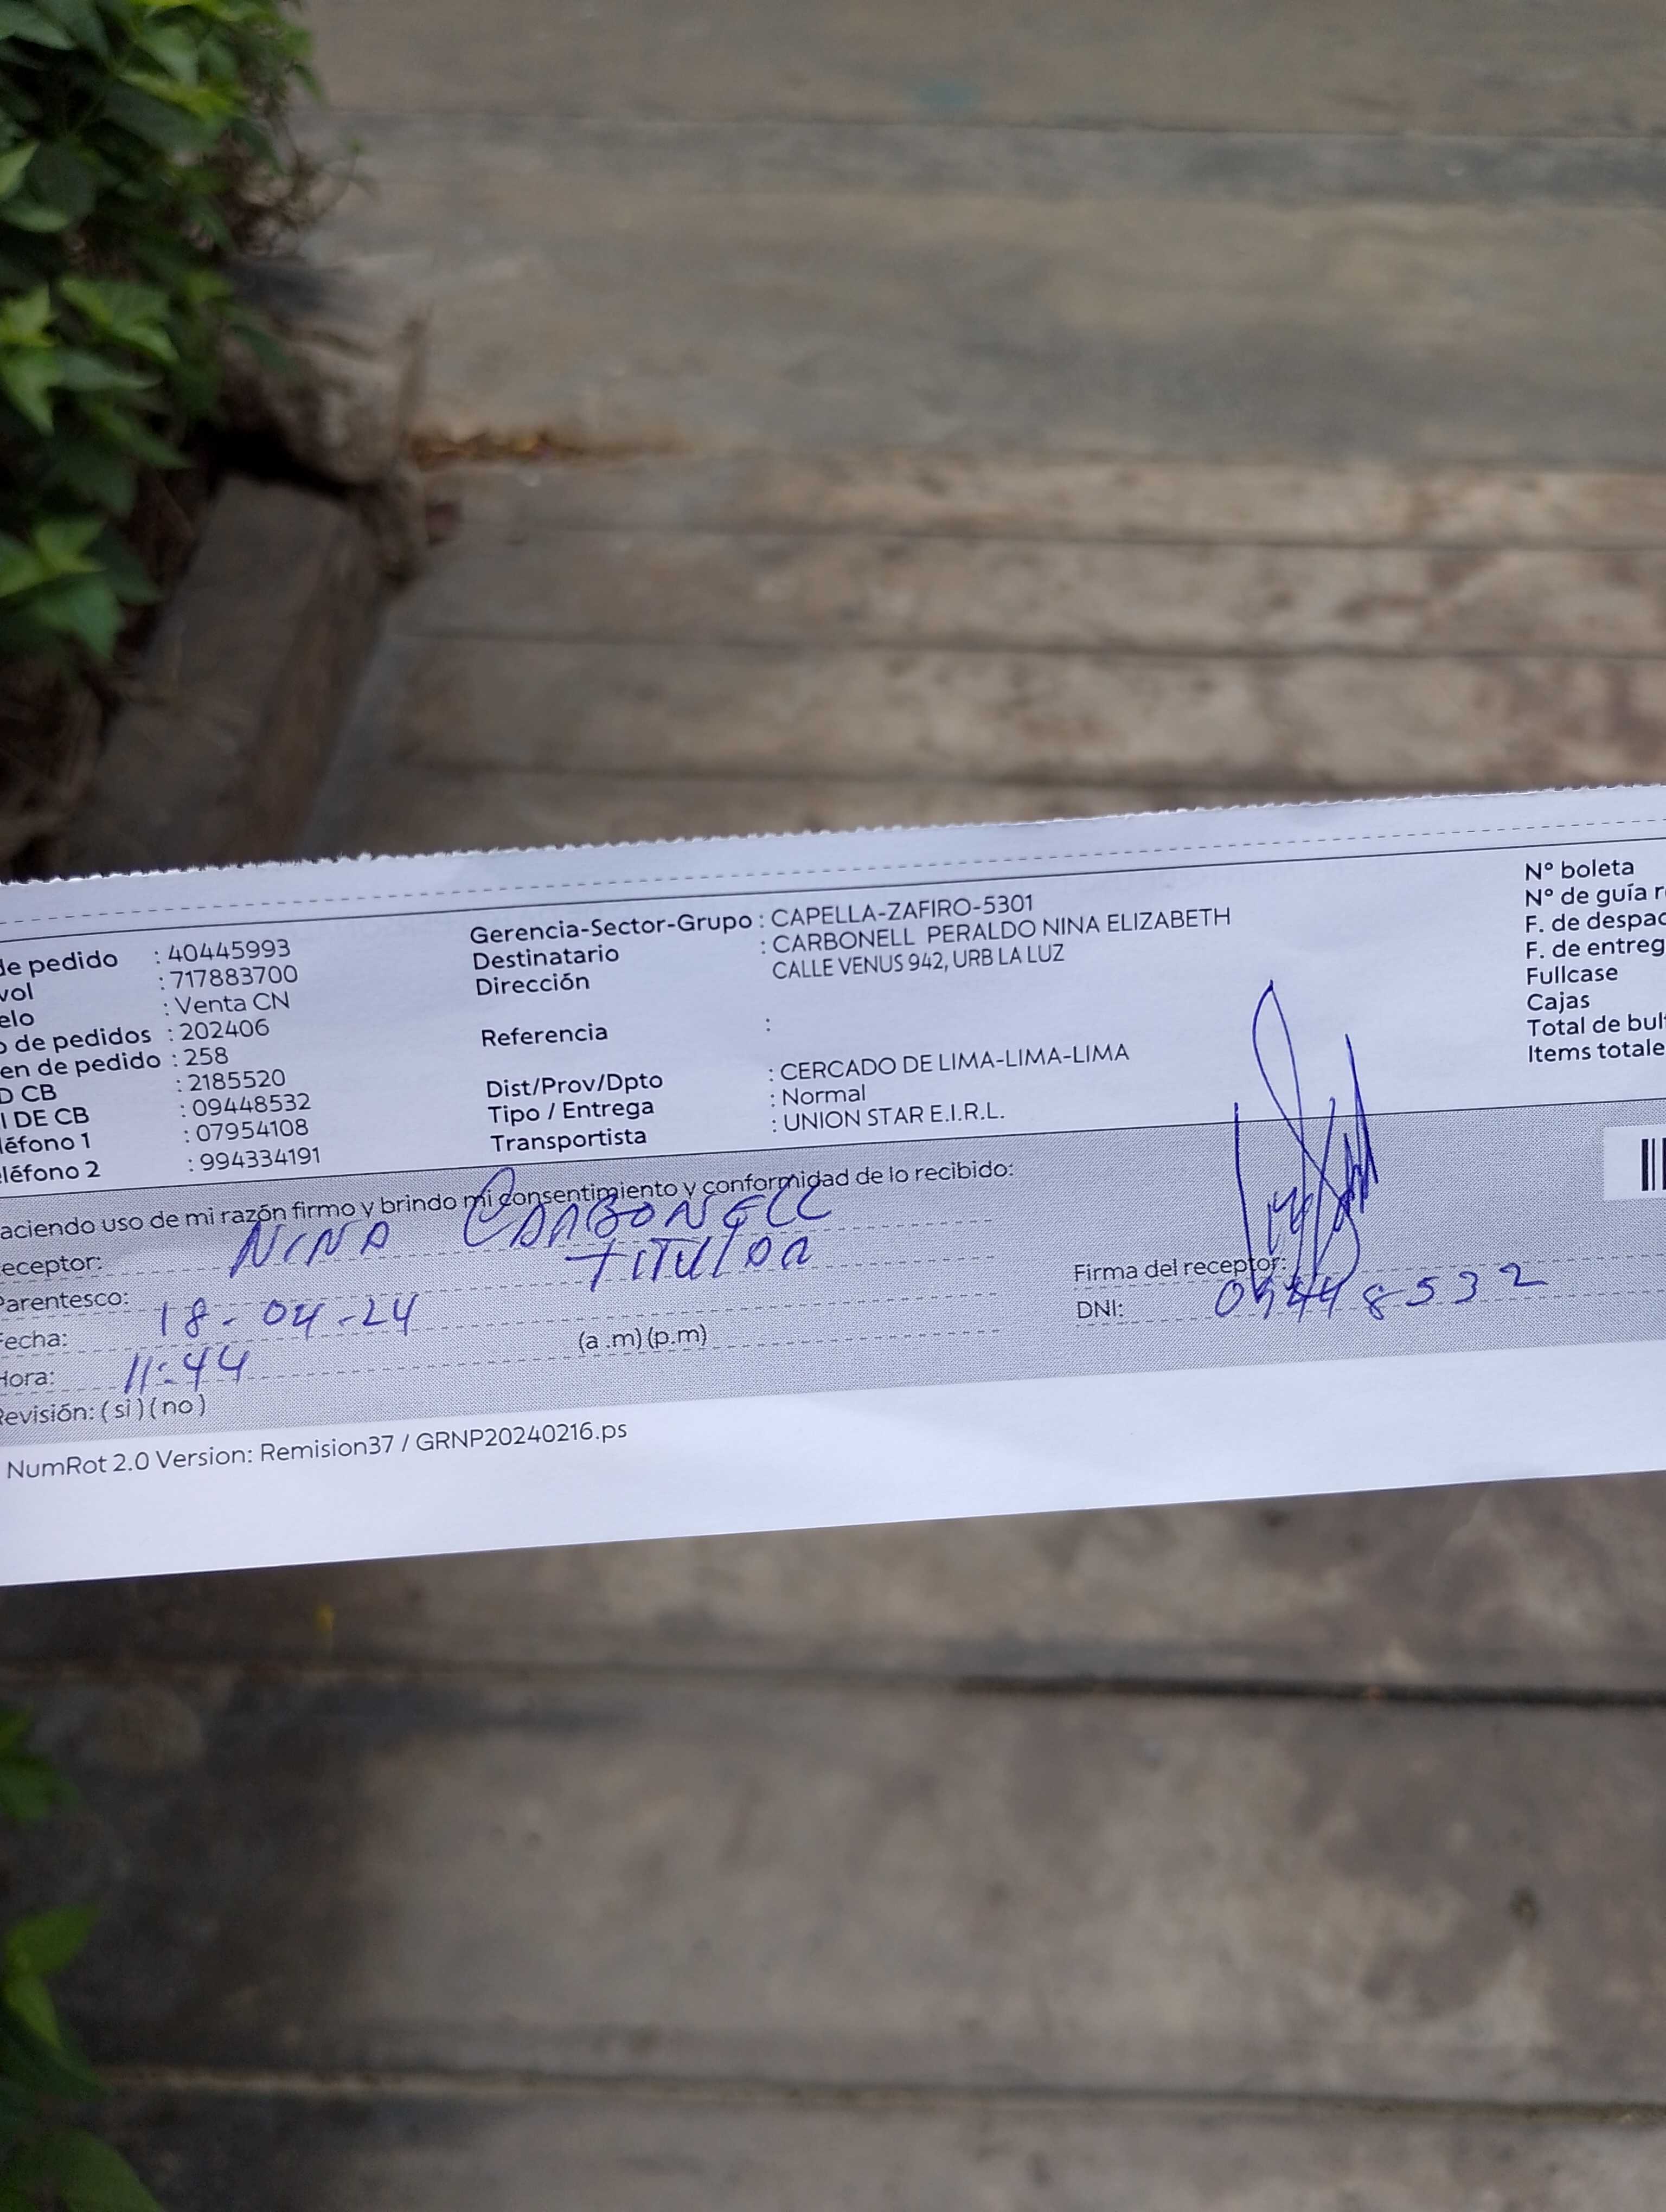 de pedido : 40445993
vol : 717883700
elo : Venta CN
o de pedidos : 202406
en de pedido : 258
D CB : 2185520
I DE CB : 09448532
léfono 1 : 07954108
léfono 2 : 994334191
Gerencia-Sector-Grupo : CAPELLA-ZAFIRO-5301
Destinatario : CARBONELL PERALDO NINA ELIZABETH
Dirección CALLE VENUS 942, URB LA LUZ
Referencia :
Dist/Prov/Dpto : CERCADO DE LIMA-LIMA-LIMA
Tipo / Entrega : Normal
Transportista : UNION STAR E.I.R.L.
Nº boleta
Nº de guía r
F. de despac
F. de entreg
Fullcase
Cajas
Total de bul
Items totale
aciendo uso de mi razón firmo y brindo mi consentimiento y conformidad de lo recibido:
eceptor: NINA CARBONELL
Parentesco: TITULAR
Fecha: 18-04-24
Hora: 11:44 (a .m) (p.m)
Revisión: ( si ) ( no )
Firma del receptor:
DNI: 09448532
NumRot 2.0 Version: Remision37 / GRNP20240216.ps